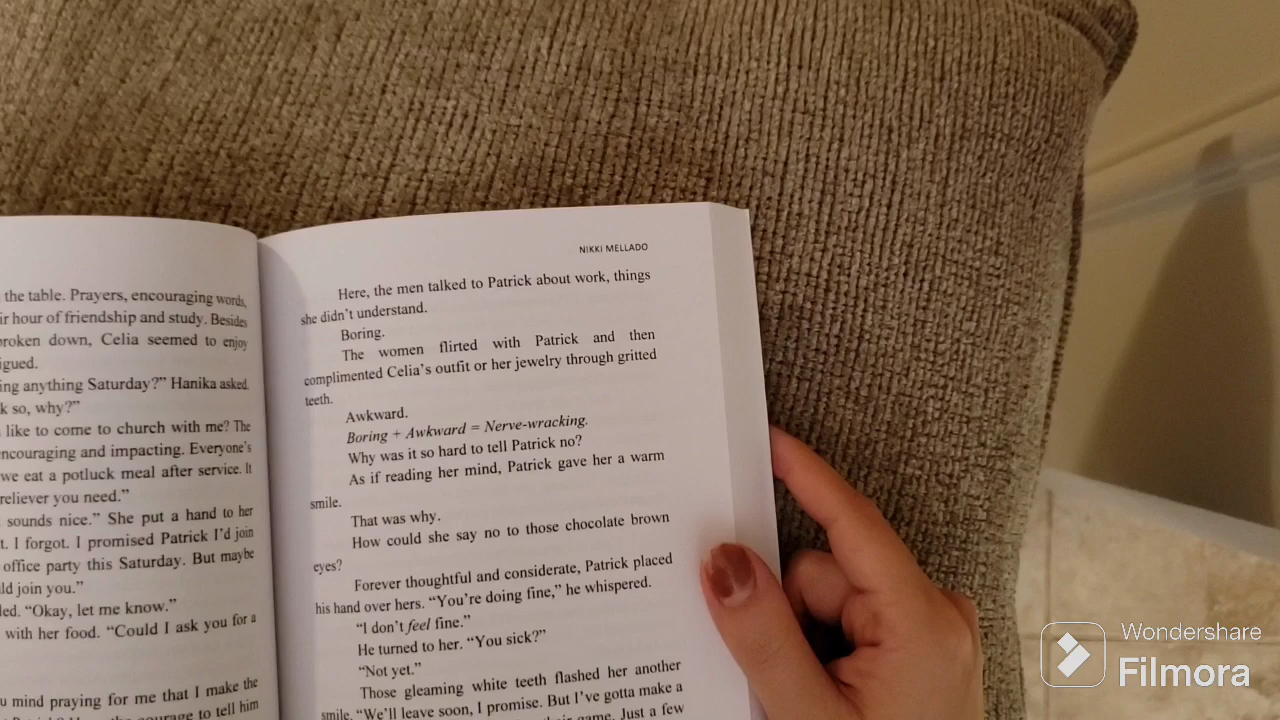 the table. Prayers, encouraging words,
hour of friendship and study. Besides
broken down, Celia seemed to enjoy
anything Saturday?” Hanika asked.
so, why?”
like to come to church with me? The
encouraging and impacting. Everyone’s
we eat a potluck meal after service. It
reliever you need.”
sounds nice.” She put a hand to her
I forgot. I promised Patrick I’d join
office party this Saturday. But maybe
join you.”
“Okay, let me know.”
with her food. “Could I ask you for a
mind praying for me that I make the
courage to tell him
NIKKI MELLADO
Here, the men talked to Patrick about work, things
she didn’t understand.
Boring.
The women flirted with Patrick and then
complimented Celia’s outfit or her jewelry through gritted
teeth.
Awkward.
Boring + Awkward = Nerve-wracking.
Why was it so hard to tell Patrick no?
As if reading her mind, Patrick gave her a warm
smile.
That was why.
How could she say no to those chocolate brown
eyes?
Forever thoughtful and considerate, Patrick placed
his hand over hers. “You’re doing fine,” he whispered.
“I don’t feel fine.”
He turned to her. “You sick?”
“Not yet.”
Those gleaming white teeth flashed her another
smile. “We’ll leave soon, I promise. But I’ve gotta make a
game. Just a few
Wondershare
Filmora